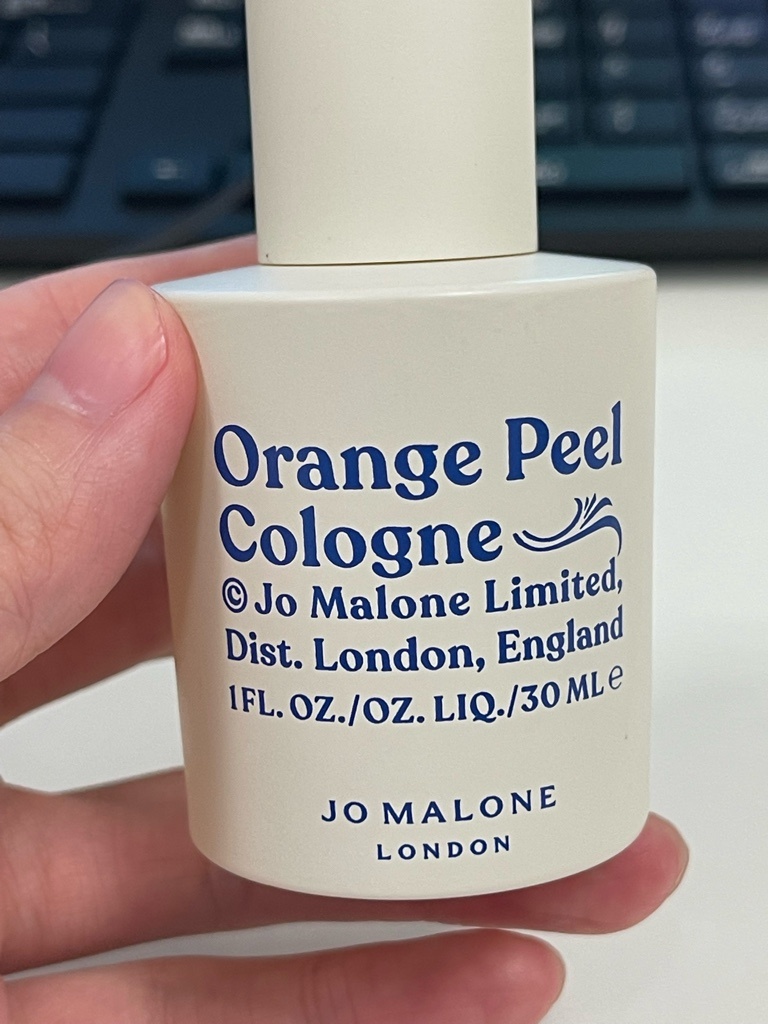 Orange Peel
Cologne
© Jo Malone Limited,
Dist. London, England
1FL. OZ./OZ. LIQ./30 ML ℮
JO MALONE
LONDON